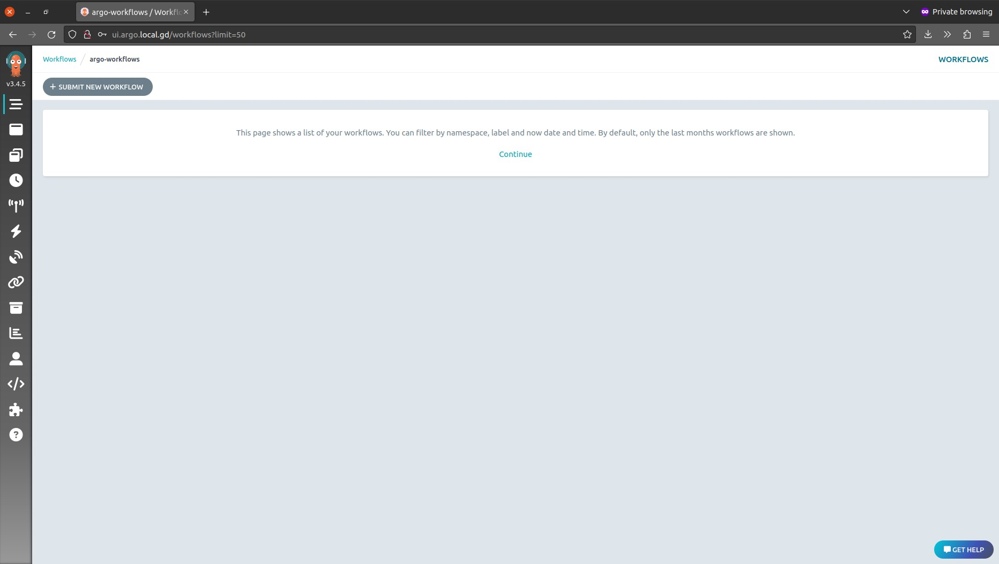 argo-workflows / Workfl
Private browsing
ui.argo.local.gd/workflows?limit=50
v3.4.5
Workflows / argo-workflows
WORKFLOWS
+ SUBMIT NEW WORKFLOW
This page shows a list of your workflows. You can filter by namespace, label and now date and time. By default, only the last months workflows are shown.
Continue
GET HELP